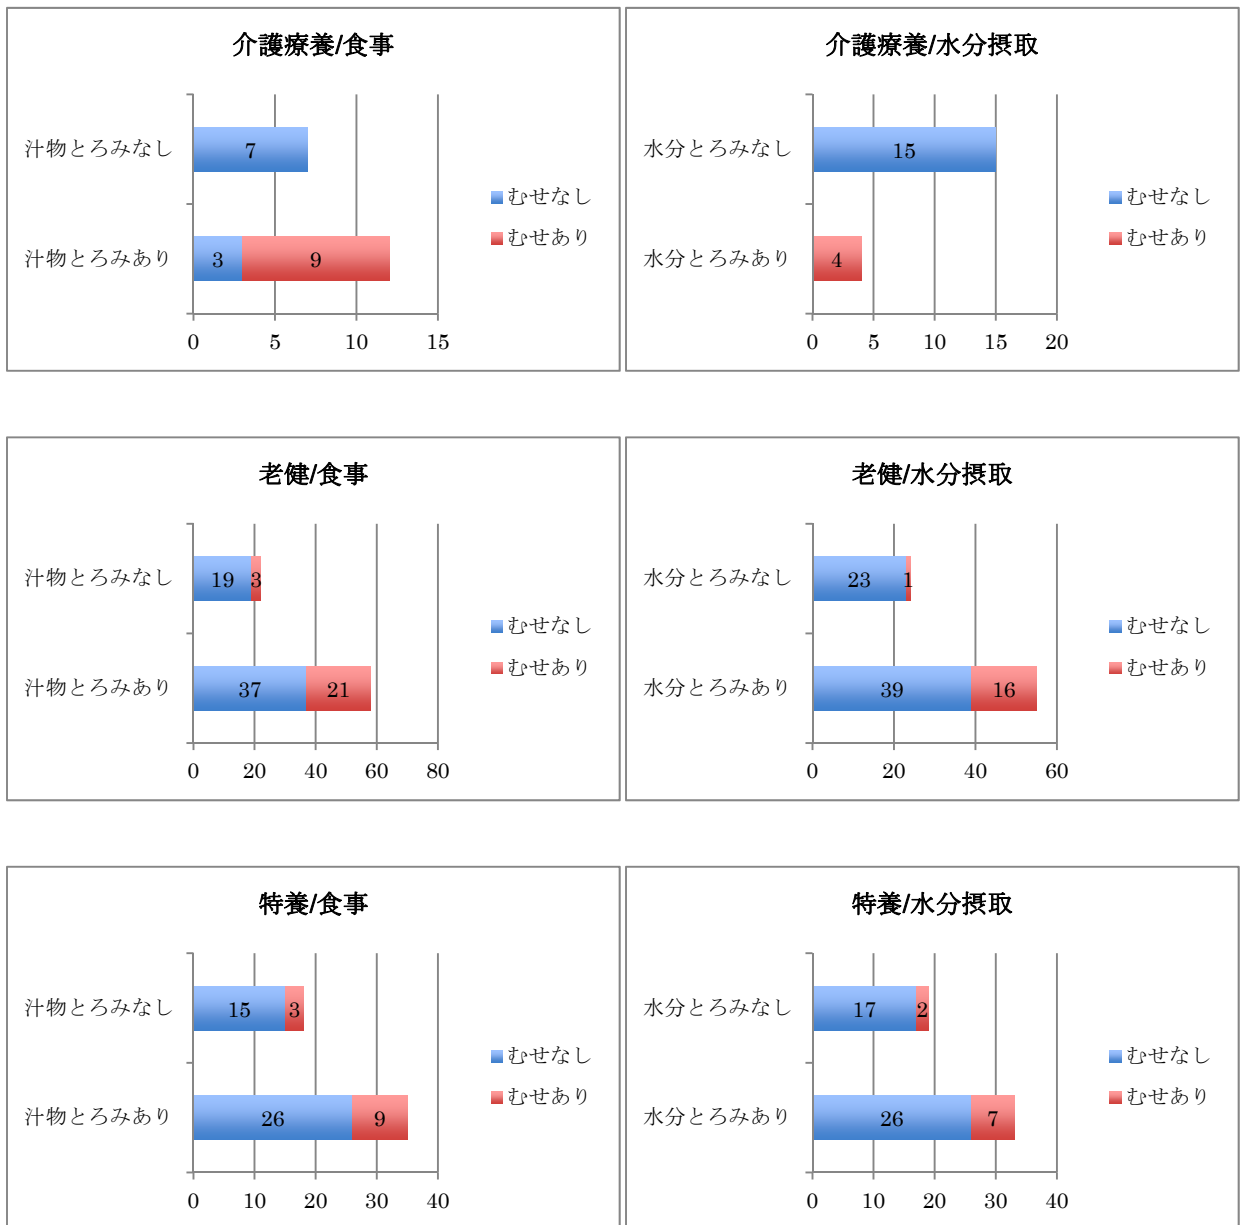 介護療養/食事
汁物とろみなし
7
汁物とろみあり
3 9
むせなし
むせあり
0 5 10 15
介護療養/水分摂取
水分とろみなし
15
水分とろみあり
4
むせなし
むせあり
0 5 10 15 20
老健/食事
汁物とろみなし
19 3
汁物とろみあり
37 21
むせなし
むせあり
0 20 40 60 80
老健/水分摂取
水分とろみなし
23 1
水分とろみあり
39 16
むせなし
むせあり
0 20 40 60
特養/食事
汁物とろみなし
15 3
汁物とろみあり
26 9
むせなし
むせあり
0 10 20 30 40
特養/水分摂取
水分とろみなし
17 2
水分とろみあり
26 7
むせなし
むせあり
0 10 20 30 40